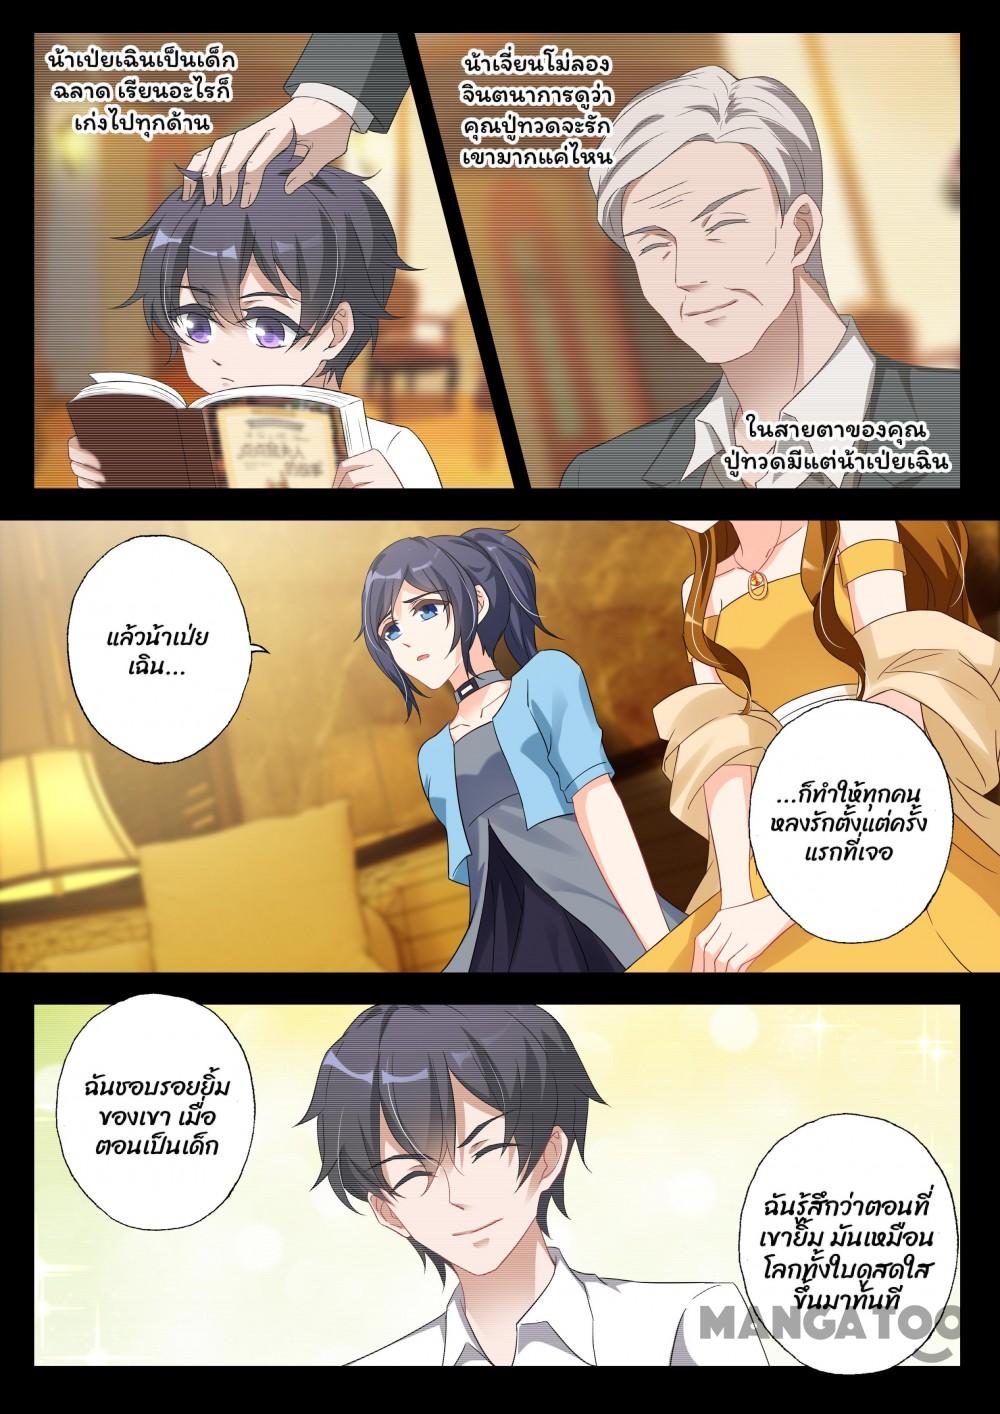 น้าเป่ยเฉินเป็นเด็ก
ฉลาด เรียนอะไรก็
เก่งไปทุกด้าน
น้าเจี่ยนโม่ลอง
จินตนาการดูว่า
คุณปู่ทวดจะรัก
เขามากแค่ไหน
ในสายตาของคุณ
ปู่ทวดมีแต่น้าเป่ยเฉิน
แล้วน้าเป่ย
เฉิน...
...ก็ทำให้ทุกคน
หลงรักตั้งแต่ครั้ง
แรกที่เจอ
ฉันชอบรอยยิ้ม
ของเขา เมื่อ
ตอนเป็นเด็ก
ฉันรู้สึกว่าตอนที่
เขายิ้ม มันเหมือน
โลกทั้งใบดูสดใส
ขึ้นมาทันที
MANGATOO